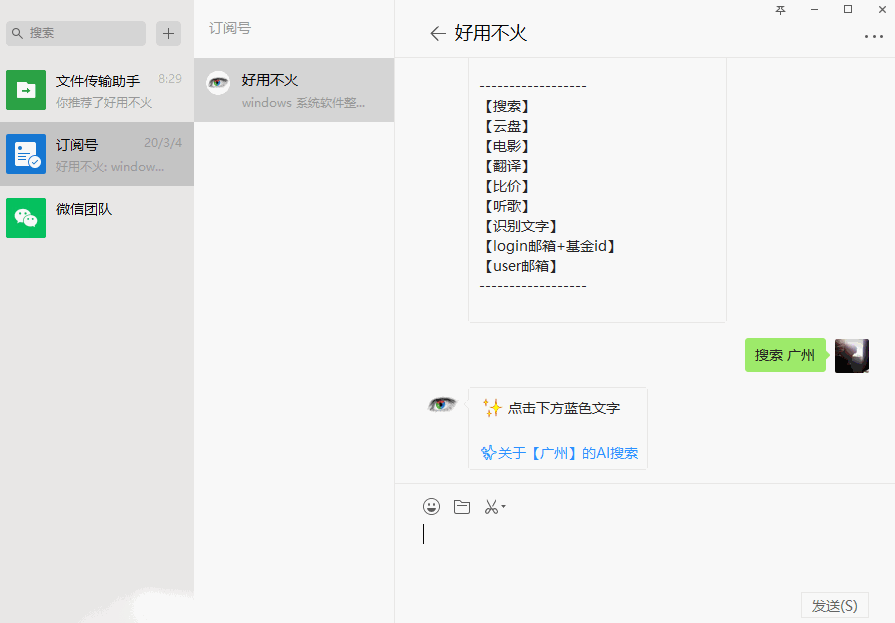 搜索
文件传输助手
8:29
你推荐了好用不火
订阅号
20/3/4
好用不火: window...
微信团队
订阅号
好用不火
windows 系统软件整...
好用不火
------------------
【搜索】
【云盘】
【电影】
【翻译】
【比价】
【听歌】
【识别文字】
【login邮箱+基金id】
【user邮箱】
------------------
搜索 广州
✨ 点击下方蓝色文字
关于【广州】的AI搜索
发送(S)